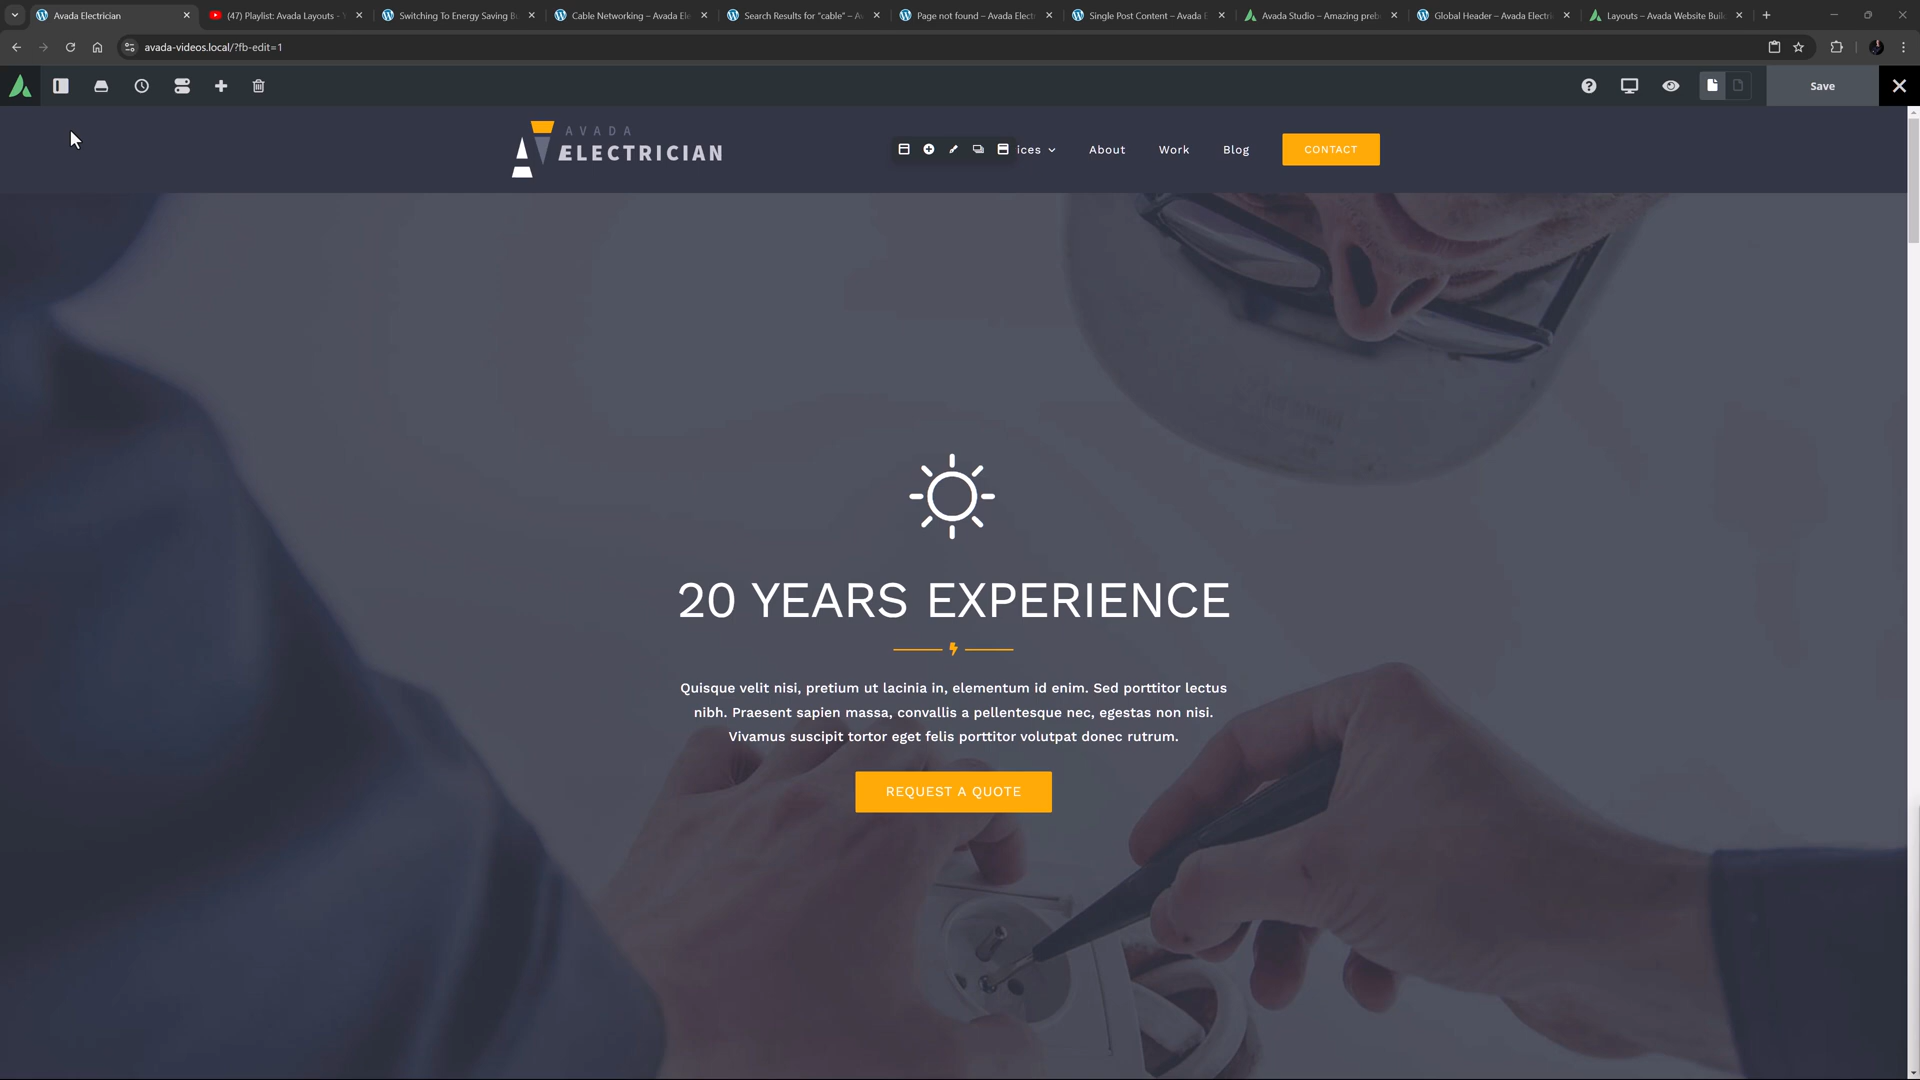 Avada Electrician
(47) Playlist: Avada Layouts -
Switching To Energy Saving B
Cable Networking – Avada Ele
Search Results for “cable” – Av
Page not found – Avada Electri
Single Post Content – Avada E
Avada Studio – Amazing preb
Global Header – Avada Electri
Layouts – Avada Website Buil
avada-videos.local/?fb-edit=1
Save
AVADA
ELECTRICIAN
ices
About
Work
Blog
CONTACT
20 YEARS EXPERIENCE
Quisque velit nisi, pretium ut lacinia in, elementum id enim. Sed porttitor lectus
nibh. Praesent sapien massa, convallis a pellentesque nec, egestas non nisi.
Vivamus suscipit tortor eget felis porttitor volutpat donec rutrum.
REQUEST A QUOTE